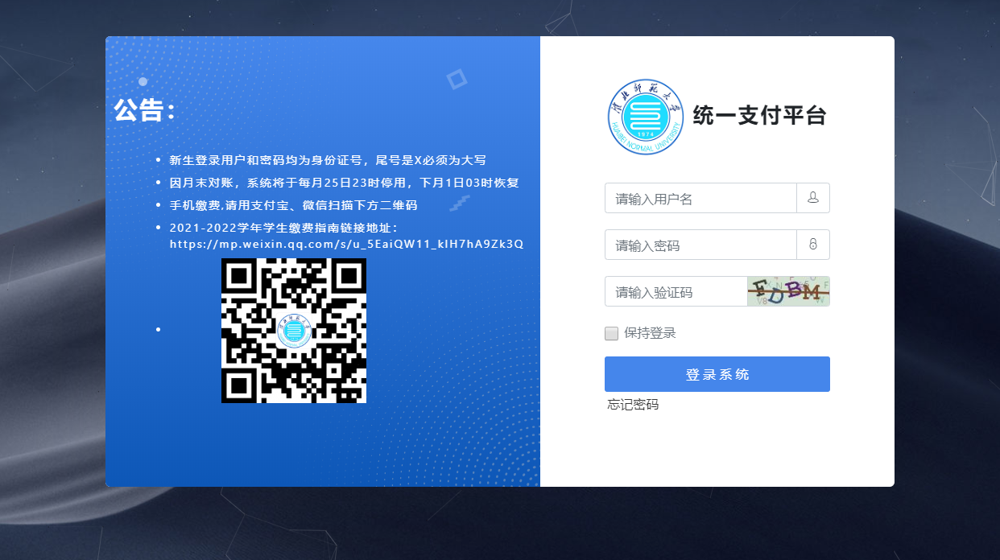 公告：
新生登录用户和密码均为身份证号，尾号是X必须为大写
因月末对账，系统将于每月25日23时停用，下月1日03时恢复
手机缴费,请用支付宝、微信扫描下方二维码
2021-2022学年学生缴费指南链接地址：
https://mp.weixin.qq.com/s/u_5EaiQW11_kIH7hA9Zk3Q
淮北师范大学
1974
HUAIBEI NORMAL UNIVERSITY
统一支付平台
请输入用户名
请输入密码
请输入验证码
FDBM
保持登录
登录系统
忘记密码